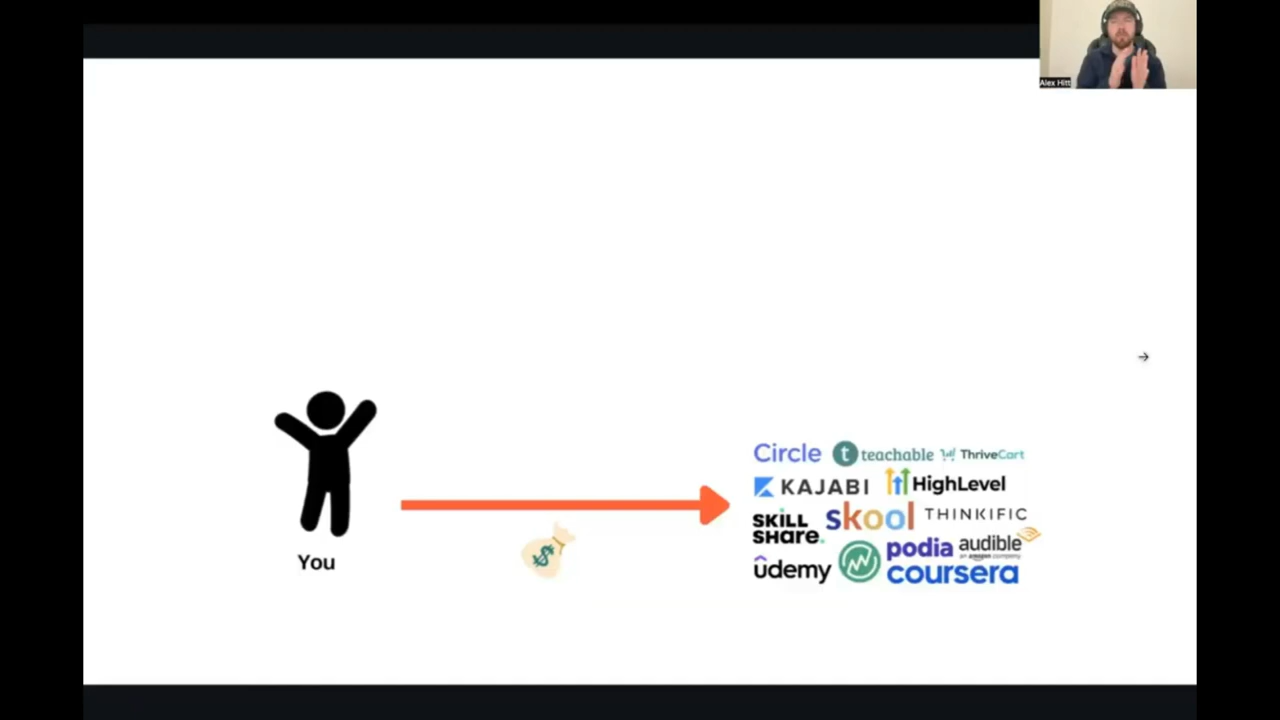 Alex Hitt
Circle
t teachable
ThriveCart
KAJABI
HighLevel
SKILL
SHARE.
skool
THINKIFIC
podia
audible
an amazon company
udemy
coursera
$
You